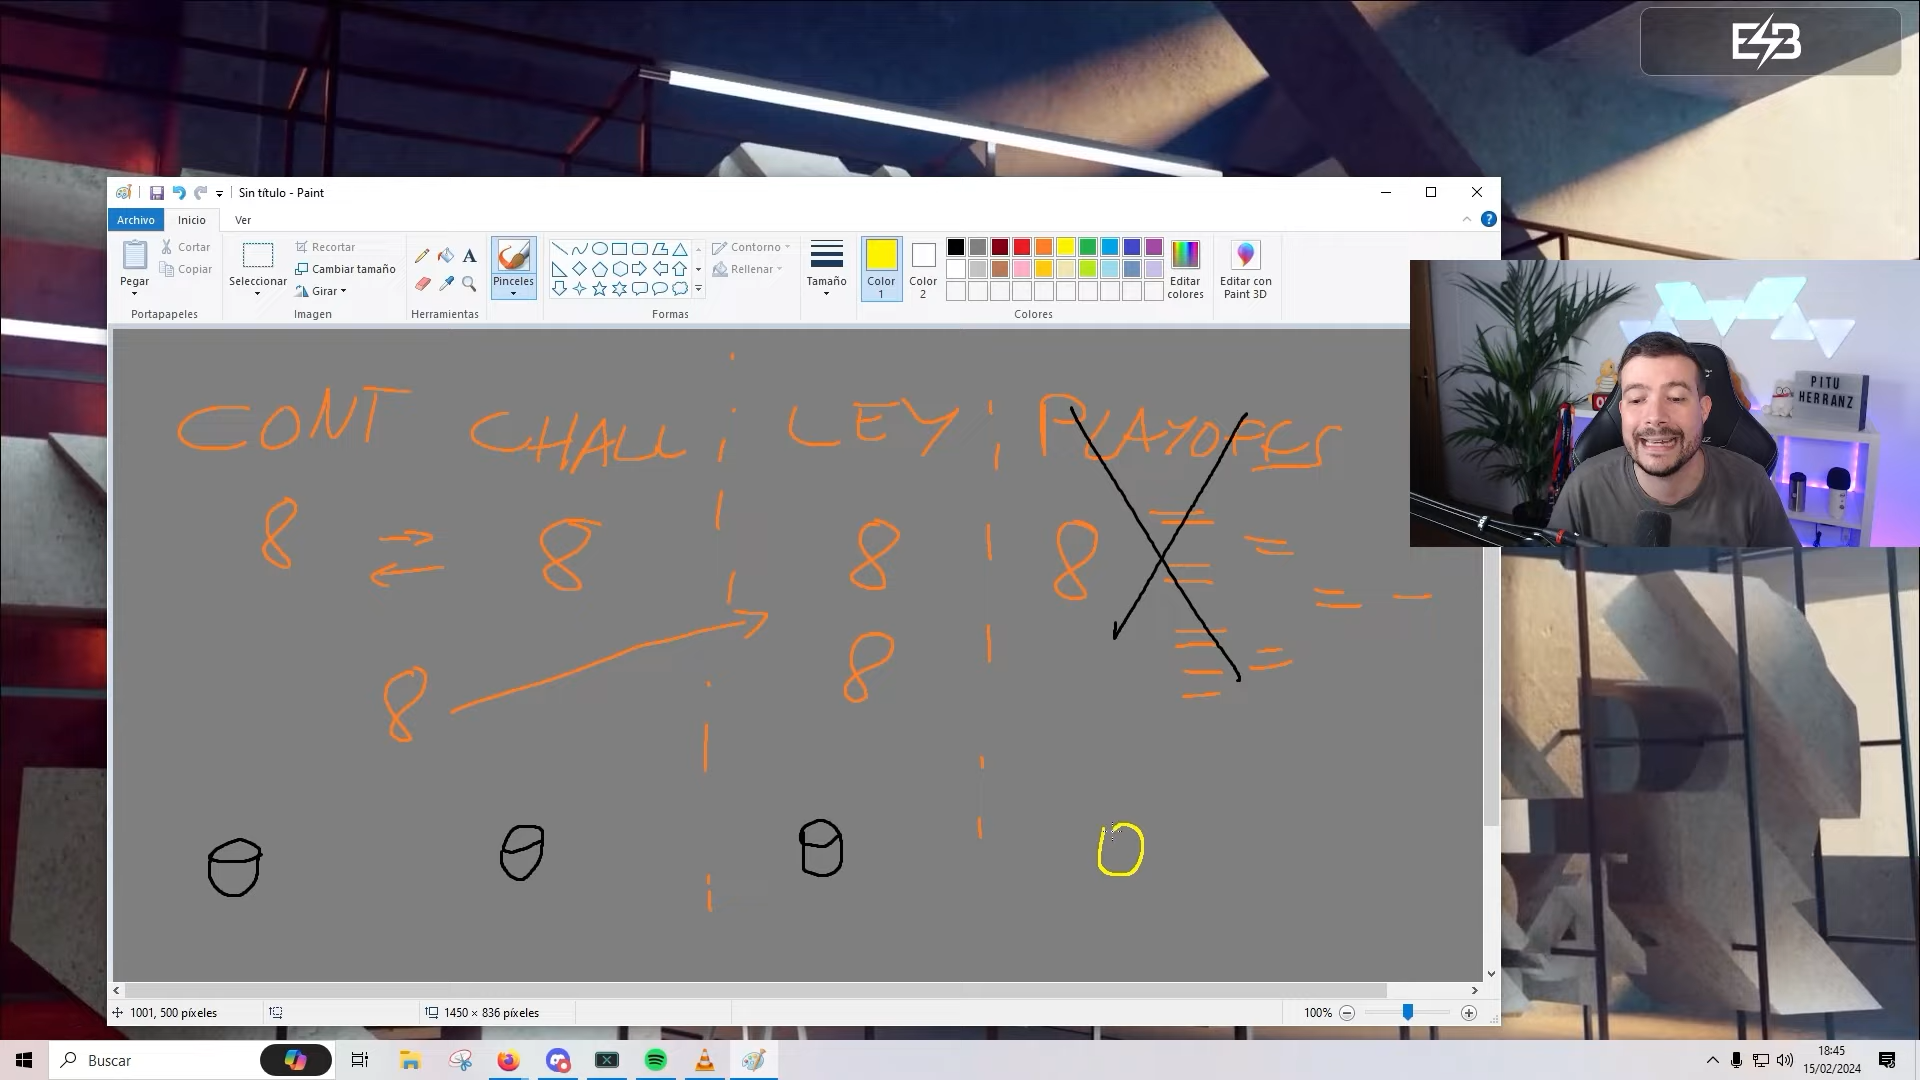 ESB
Sin título - Paint
Archivo
Inicio
Ver
Pegar
Cortar
Copiar
Portapapeles
Seleccionar
Recortar
Cambiar tamaño
Girar
Imagen
A
Herramientas
Pinceles
Formas
Contorno
Rellenar
Tamaño
Color
1
Color
2
Editar
colores
Colores
Editar con
Paint 3D
PITU
HERRANZ
CONT CHALL LEY PLAYOFFS
8 8 8 8
8 8
1001, 500 píxeles
1450 × 836 píxeles
100%
Buscar
18:45
15/02/2024